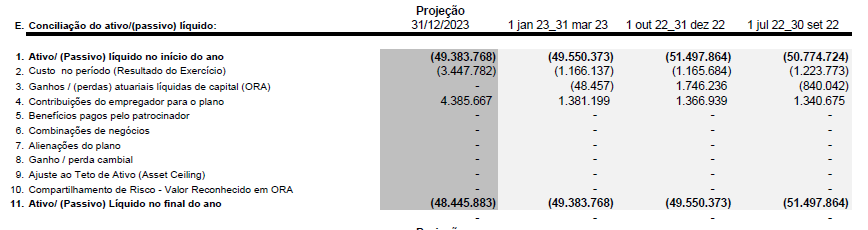 Projeção
E. Conciliação do ativo/(passivo) líquido: 31/12/2023 1 jan 23_31 mar 23 1 out 22_31 dez 22 1 jul 22_30 set 22
1. Ativo/ (Passivo) líquido no início do ano (49.383.768) (49.550.373) (51.497.864) (50.774.724)
2. Custo no período (Resultado do Exercício) (3.447.782) (1.166.137) (1.165.684) (1.223.773)
3. Ganhos / (perdas) atuariais líquidas de capital (ORA) - (48.457) 1.746.236 (840.042)
4. Contribuições do empregador para o plano 4.385.667 1.381.199 1.366.939 1.340.675
5. Benefícios pagos pelo patrocinador - - - -
6. Combinações de negócios - - - -
7. Alienações do plano - - - -
8. Ganho / perda cambial - - - -
9. Ajuste ao Teto de Ativo (Asset Ceiling) - - - -
10. Compartilhamento de Risco - Valor Reconhecido em ORA - - - -
11. Ativo/ (Passivo) Líquido no final do ano (48.445.883) (49.383.768) (49.550.373) (51.497.864)
- - - -